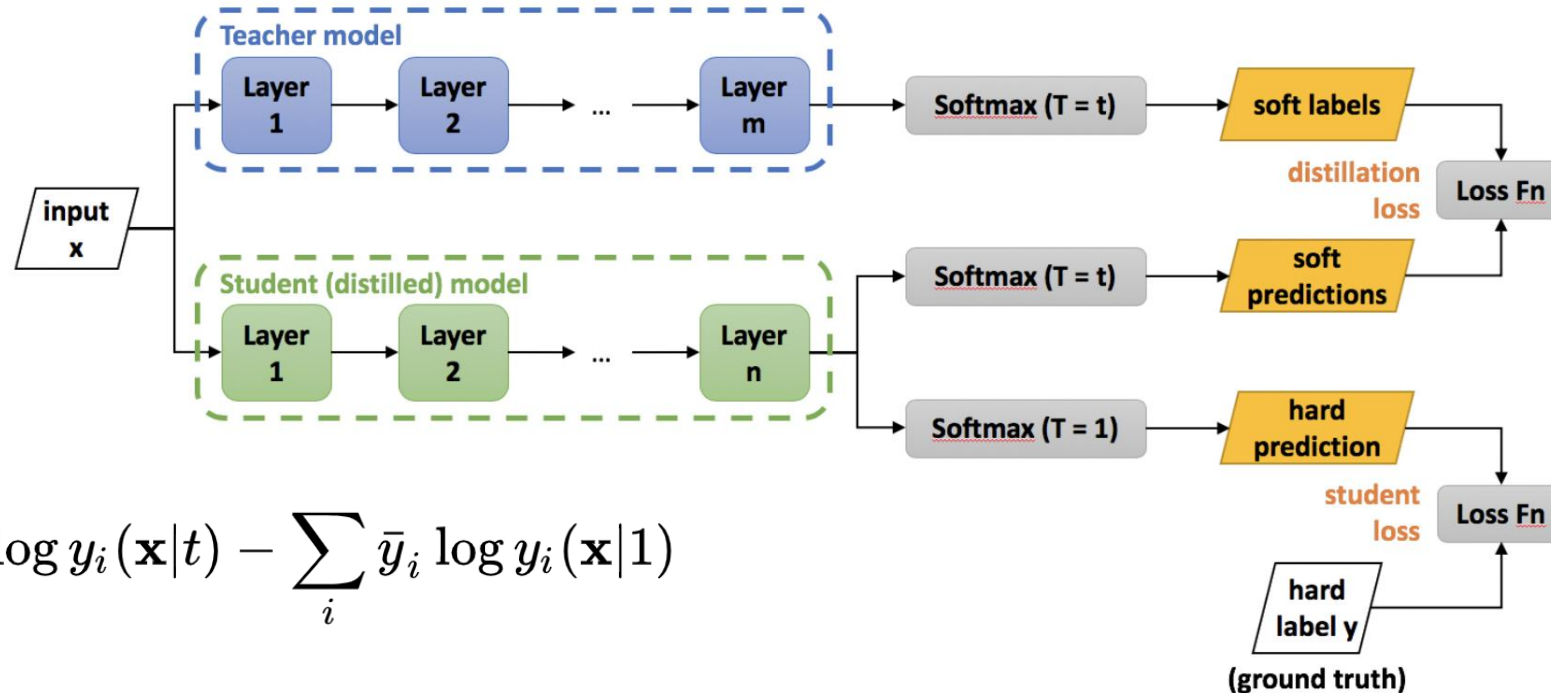 Teacher model
Layer
1
Layer
2
...
Layer
m
Softmax (T = t)
soft labels
distillation
loss
Loss Fn
input
x
Student (distilled) model
Layer
1
Layer
2
...
Layer
n
Softmax (T = t)
soft
predictions
Softmax (T = 1)
hard
prediction
student
loss
Loss Fn
hard
label y
(ground truth)
log yᵢ(𝐱|t) − ∑ᵢ ȳᵢ log yᵢ(𝐱|1)